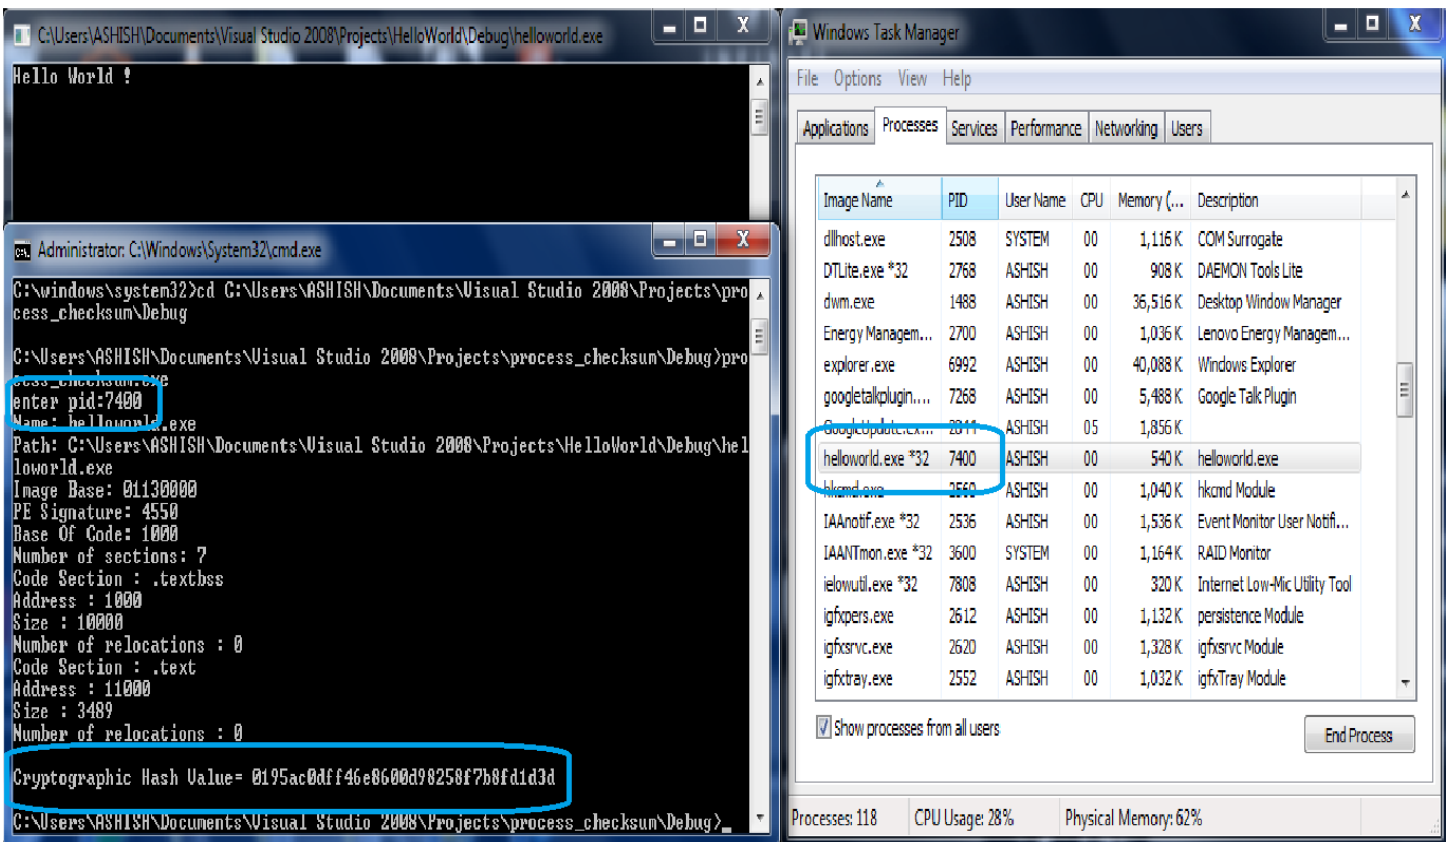 C:\Users\ASHISH\Documents\Visual Studio 2008\Projects\HelloWorld\Debug\helloworld.exe
Hello World !
Administrator: C:\Windows\System32\cmd.exe
C:\windows\system32>cd C:\Users\ASHISH\Documents\Visual Studio 2008\Projects\pro
cess_checksum\Debug
C:\Users\ASHISH\Documents\Visual Studio 2008\Projects\process_checksum\Debug>pro
cess_checksum.exe
enter pid:7400
Name: helloworld.exe
Path: C:\Users\ASHISH\Documents\Visual Studio 2008\Projects\HelloWorld\Debug\hel
loworld.exe
Image Base: 01130000
PE Signature: 4550
Base Of Code: 1000
Number of sections: 7
Code Section : .textbss
Address : 1000
Size : 10000
Number of relocations : 0
Code Section : .text
Address : 11000
Size : 3489
Number of relocations : 0
Cryptographic Hash Value= 0195ac0dff46e8600d98258f7b8fd1d3d
C:\Users\ASHISH\Documents\Visual Studio 2008\Projects\process_checksum\Debug>_
Windows Task Manager
File Options View Help
Applications Processes Services Performance Networking Users
Image Name PID User Name CPU Memory (... Description
dllhost.exe 2508 SYSTEM 00 1,116 K COM Surrogate
DTLite.exe *32 2768 ASHISH 00 908 K DAEMON Tools Lite
dwm.exe 1488 ASHISH 00 36,516 K Desktop Window Manager
Energy Managem... 2700 ASHISH 00 1,036 K Lenovo Energy Managem...
explorer.exe 6992 ASHISH 00 40,088 K Windows Explorer
googletalkplugin.... 7268 ASHISH 00 5,488 K Google Talk Plugin
GoogleUpdate.ex... 2844 ASHISH 05 1,856 K
helloworld.exe *32 7400 ASHISH 00 540 K helloworld.exe
hkcmd.exe 2560 ASHISH 00 1,040 K hkcmd Module
IAAnotif.exe *32 2536 ASHISH 00 1,536 K Event Monitor User Notifi...
IAANTmon.exe *32 3600 SYSTEM 00 1,164 K RAID Monitor
ielowutil.exe *32 7808 ASHISH 00 320 K Internet Low-Mic Utility Tool
igfxpers.exe 2612 ASHISH 00 1,132 K persistence Module
igfxsrvc.exe 2620 ASHISH 00 1,328 K igfxsrvc Module
igfxtray.exe 2552 ASHISH 00 1,032 K igfxTray Module
Show processes from all users
End Process
Processes: 118 CPU Usage: 28% Physical Memory: 62%